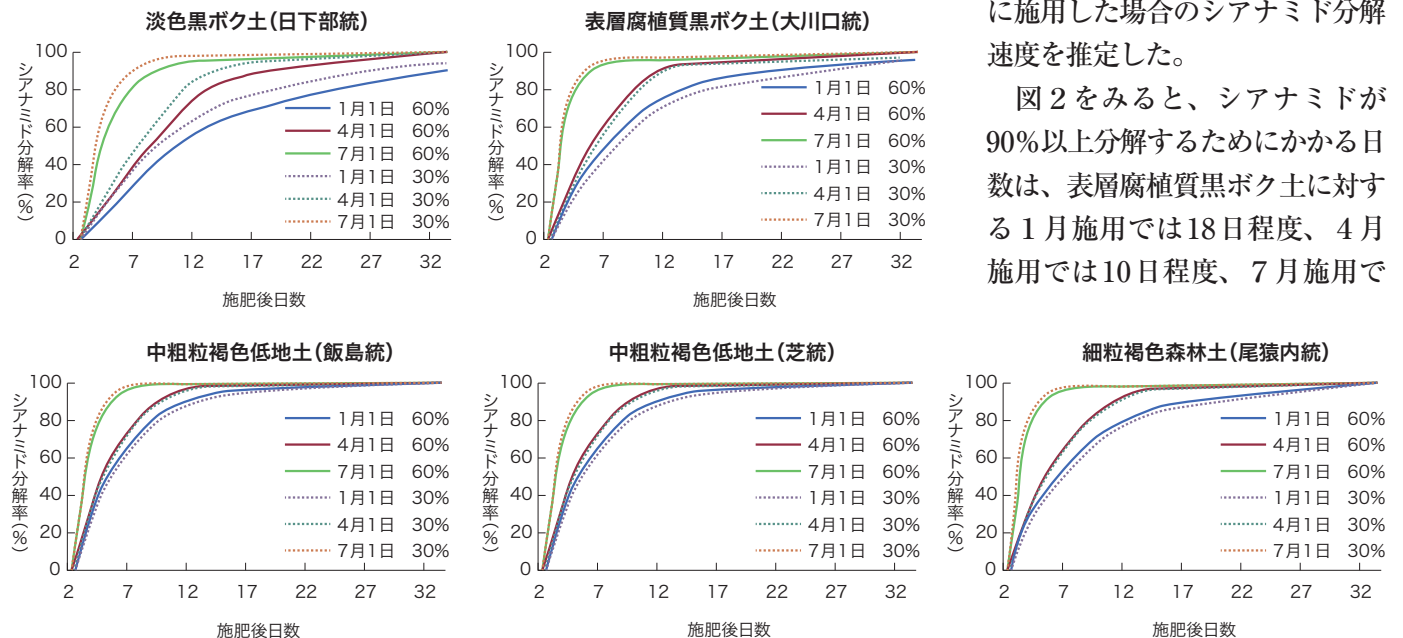 淡色黒ボク土（日下部統）
シアナミド分解率（%）
100
80
60
40
20
0
1月1日 60%
4月1日 60%
7月1日 60%
1月1日 30%
4月1日 30%
7月1日 30%
2 7 12 17 22 27 32
施肥後日数
表層腐植質黒ボク土（大川口統）
シアナミド分解率（%）
100
80
60
40
20
0
1月1日 60%
4月1日 60%
7月1日 60%
1月1日 30%
4月1日 30%
7月1日 30%
2 7 12 17 22 27 32
施肥後日数
に施用した場合のシアナミド分解
速度を推定した。
図２をみると、シアナミドが
90%以上分解するためにかかる日
数は、表層腐植質黒ボク土に対す
る１月施用では18日程度、４月
施用では10日程度、７月施用で
中粗粒褐色低地土（飯島統）
シアナミド分解率（%）
100
80
60
40
20
0
1月1日 60%
4月1日 60%
7月1日 60%
1月1日 30%
4月1日 30%
7月1日 30%
2 7 12 17 22 27 32
施肥後日数
中粗粒褐色低地土（芝統）
シアナミド分解率（%）
100
80
60
40
20
0
1月1日 60%
4月1日 60%
7月1日 60%
1月1日 30%
4月1日 30%
7月1日 30%
2 7 12 17 22 27 32
施肥後日数
細粒褐色森林土（尾猿内統）
シアナミド分解率（%）
100
80
60
40
20
0
1月1日 60%
4月1日 60%
7月1日 60%
1月1日 30%
4月1日 30%
7月1日 30%
2 7 12 17 22 27 32
施肥後日数